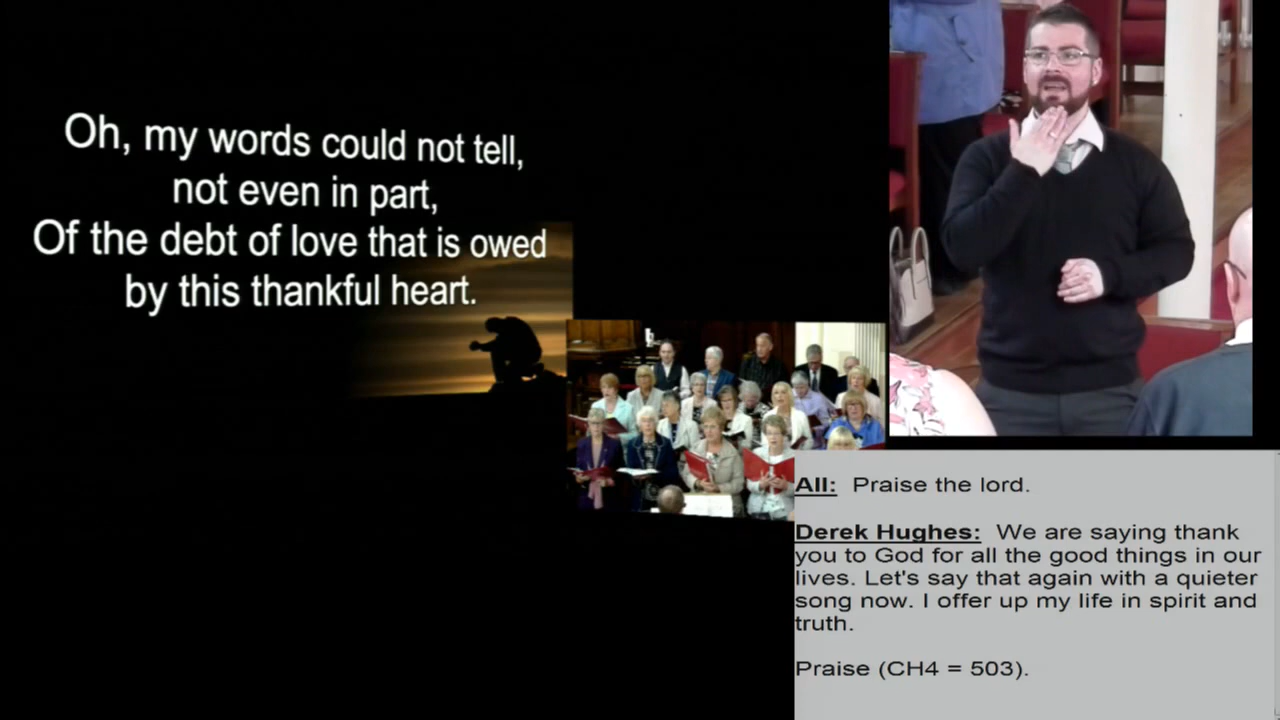 Oh, my words could not tell,
not even in part,
Of the debt of love that is owed
by this thankful heart.
All: Praise the lord.
Derek Hughes: We are saying thank
you to God for all the good things in our
lives. Let's say that again with a quieter
song now. I offer up my life in spirit and
truth.
Praise (CH4 = 503).